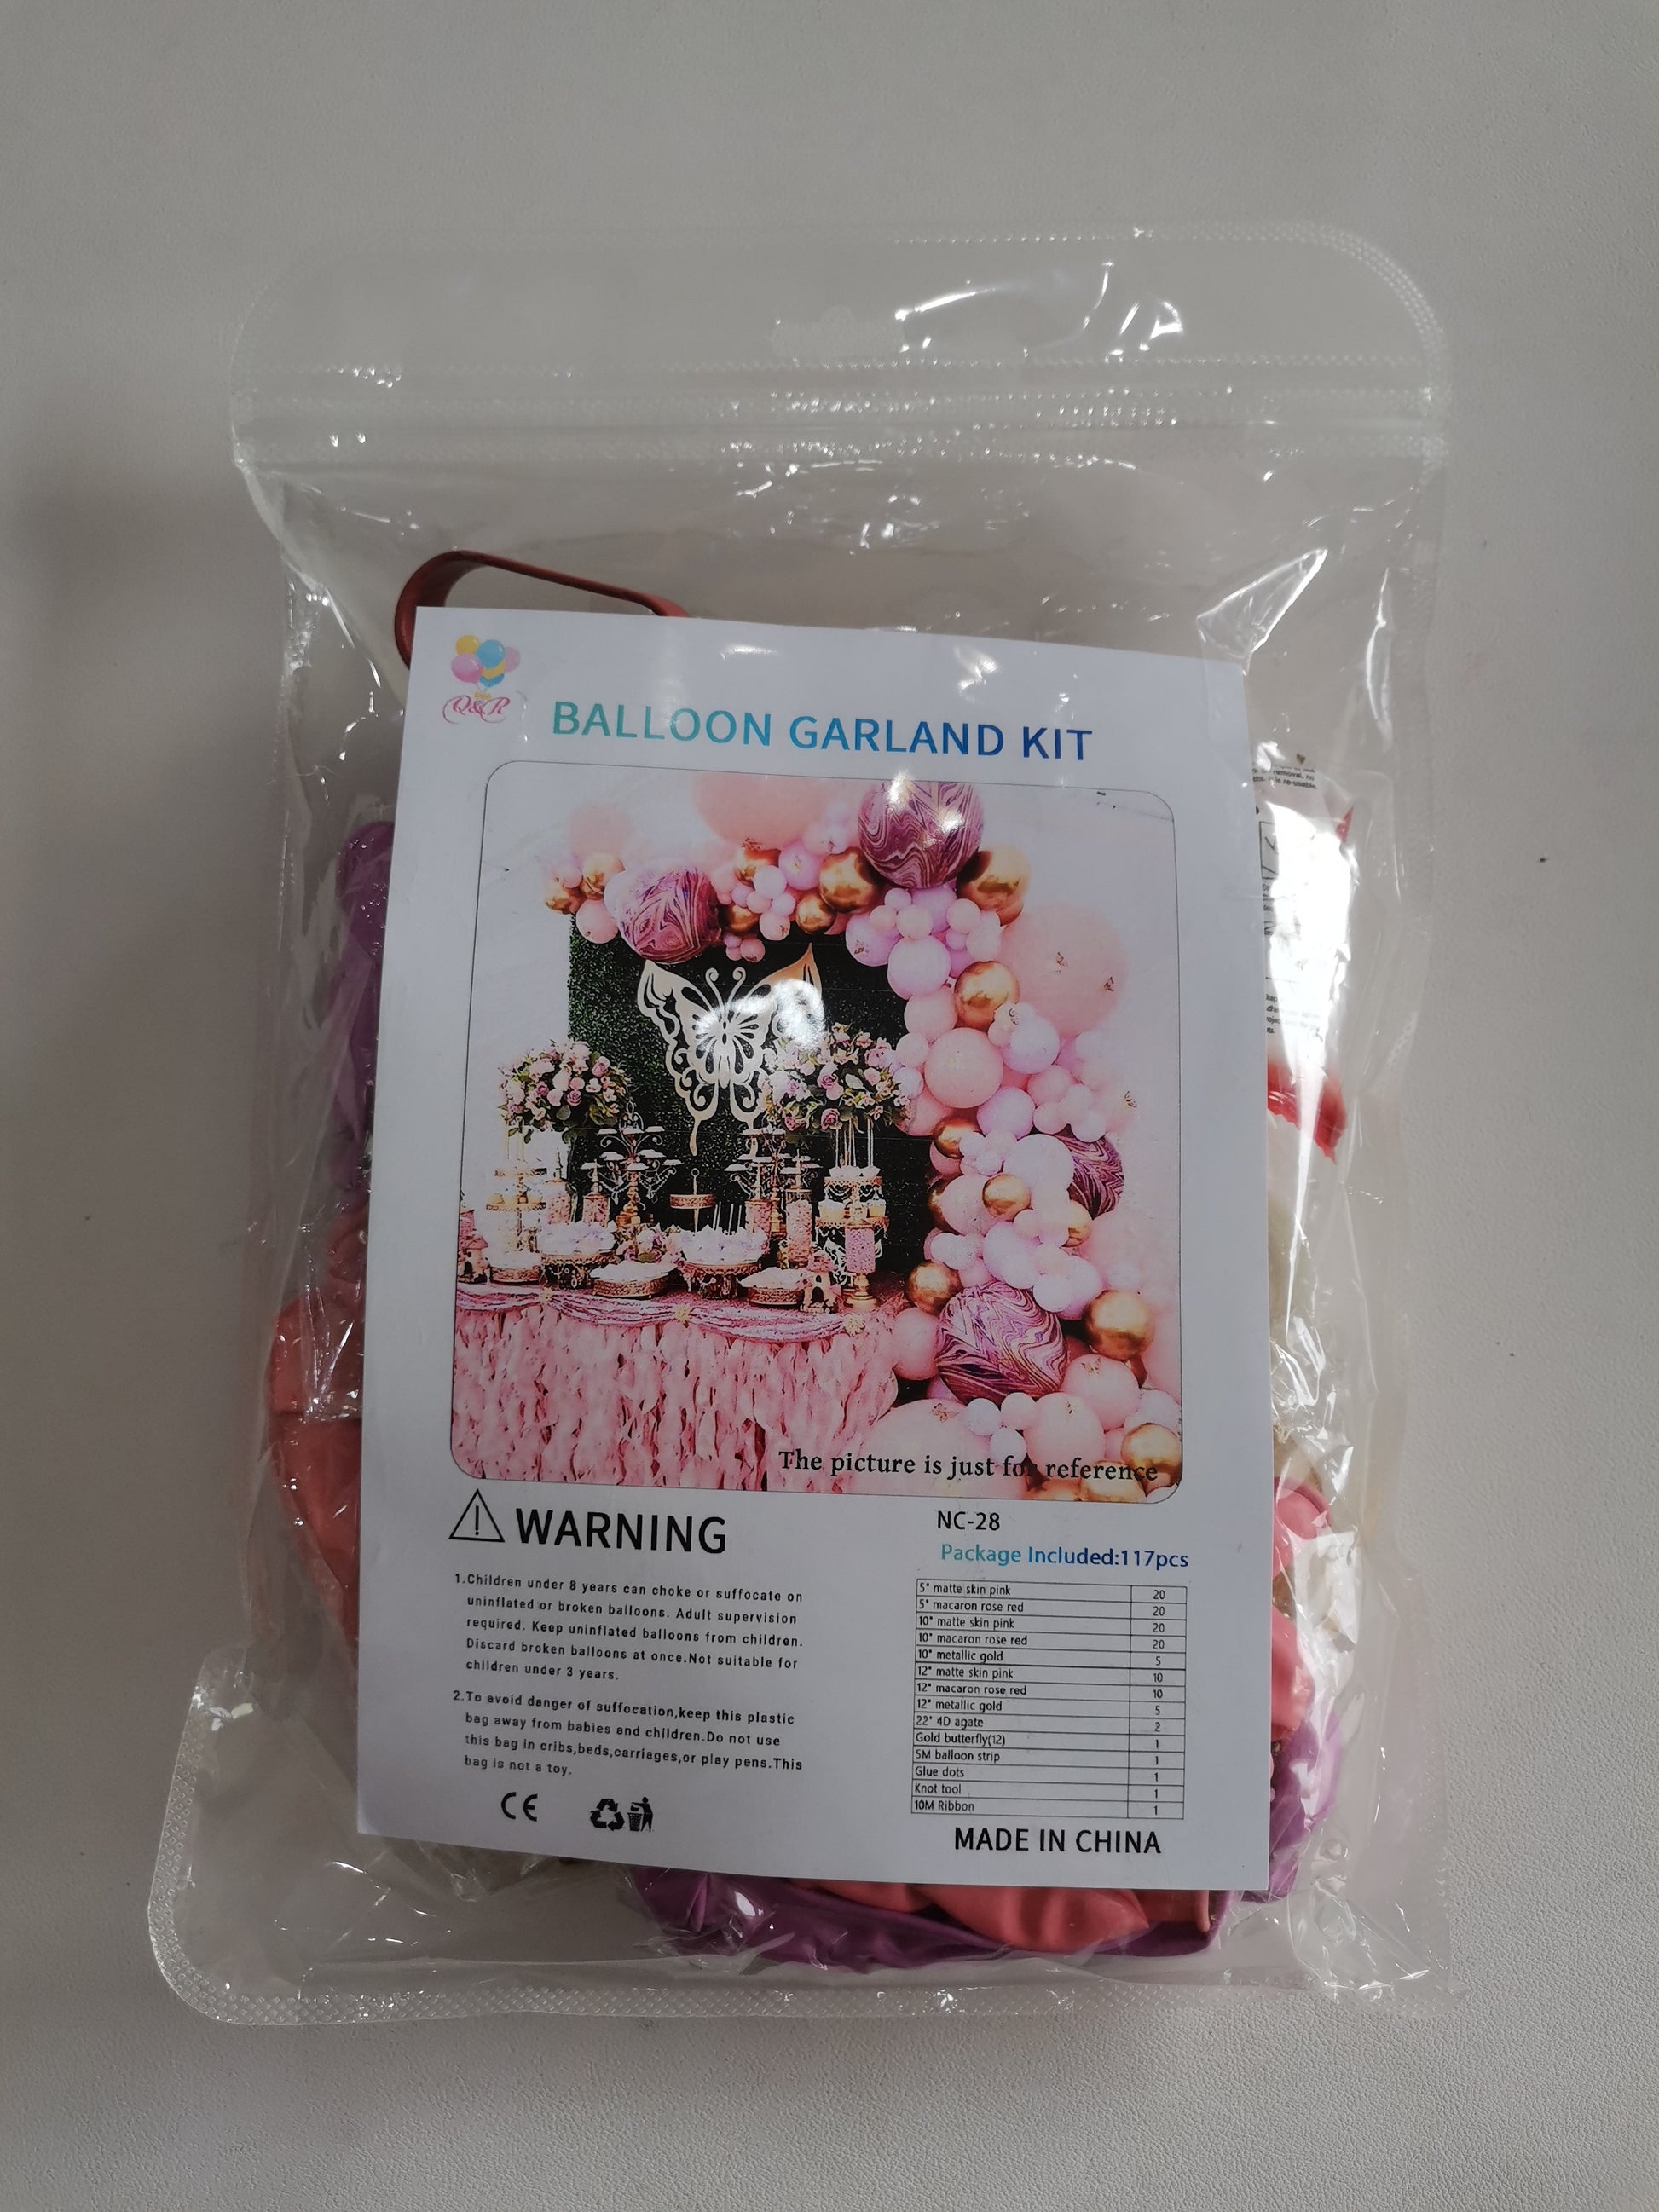 Q&R
BALLOON GARLAND KIT
removal, no
is re-usable
The picture is just for reference
WARNING
1.Children under 8 years can choke or suffocate on
uninflated or broken balloons. Adult supervision
required. Keep uninflated balloons from children.
Discard broken balloons at once.Not suitable for
children under 3 years.
2.To avoid danger of suffocation,keep this plastic
bag away from babies and children.Do not use
this bag in cribs,beds,carriages,or play pens.This
bag is not a toy.
CE
NC-28
Package Included:117pcs
5" matte skin pink 20
5" macaron rose red 20
10" matte skin pink 20
10" macaron rose red 20
10" metallic gold 5
12" matte skin pink 10
12" macaron rose red 10
12" metallic gold 5
22" 4D agate 2
Gold butterfly(12) 1
5M balloon strip 1
Glue dots 1
Knot tool 1
10M Ribbon 1
MADE IN CHINA